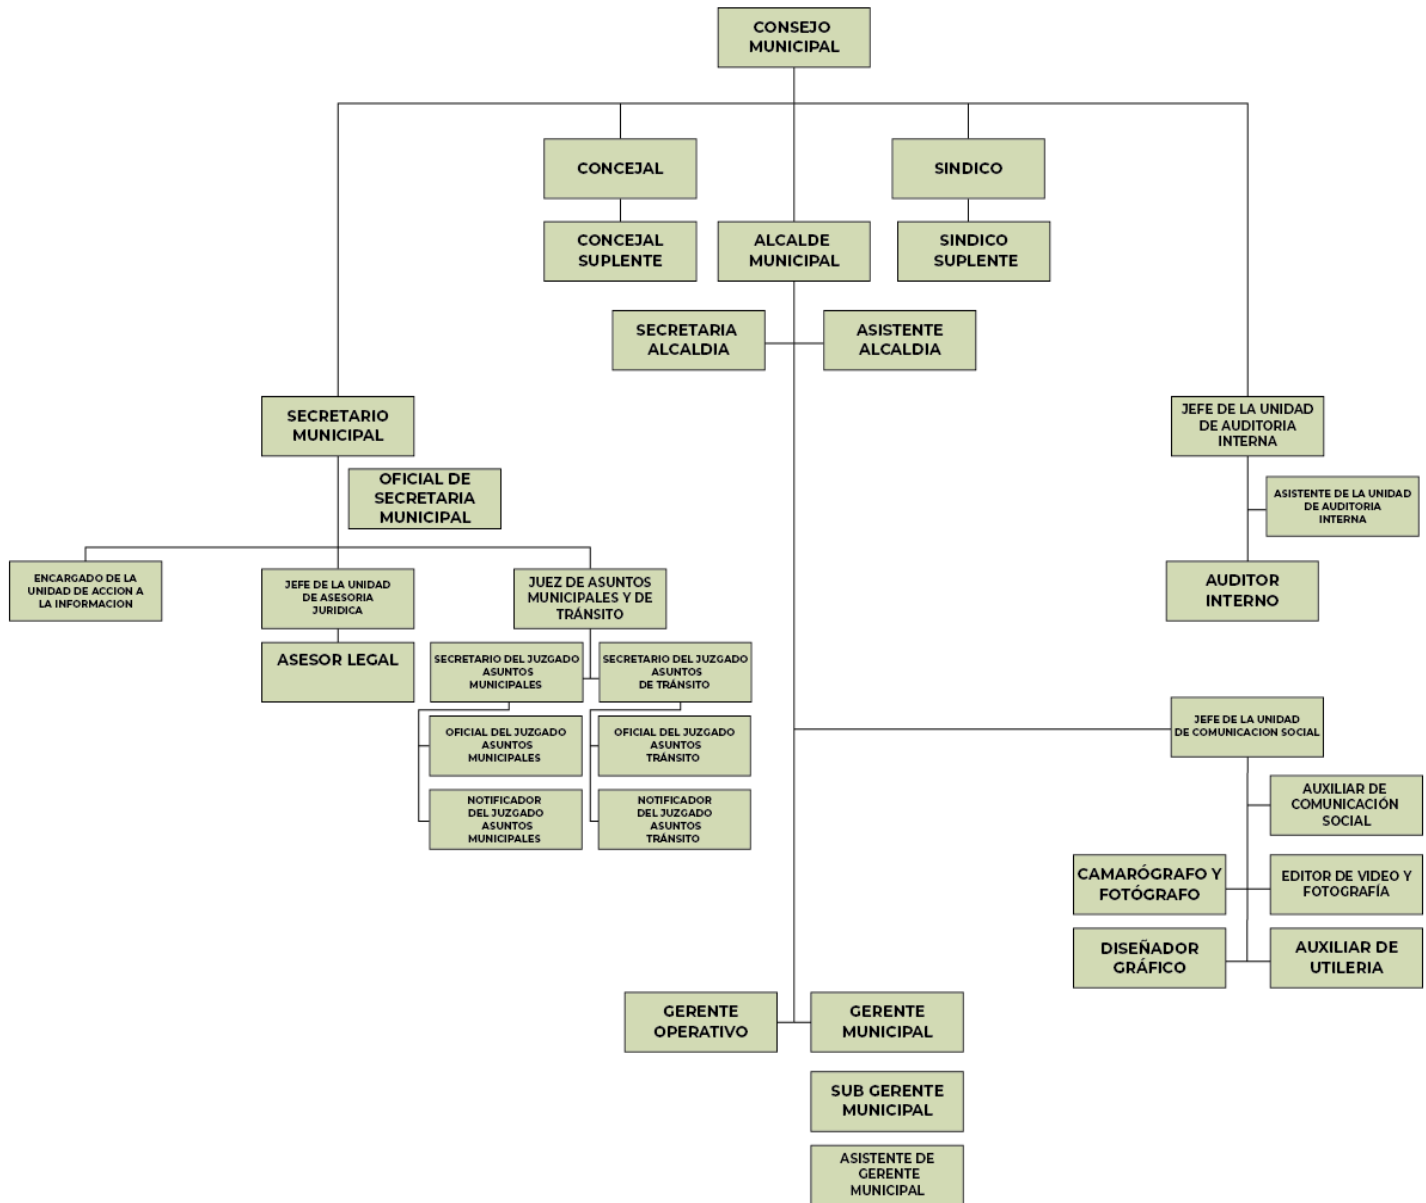 CONSEJO
MUNICIPAL
CONCEJAL
SINDICO
CONCEJAL
SUPLENTE
ALCALDE
MUNICIPAL
SINDICO
SUPLENTE
SECRETARIA
ALCALDIA
ASISTENTE
ALCALDIA
SECRETARIO
MUNICIPAL
JEFE DE LA UNIDAD
DE AUDITORIA
INTERNA
OFICIAL DE
SECRETARIA
MUNICIPAL
ASISTENTE DE LA UNIDAD
DE AUDITORIA
INTERNA
ENCARGADO DE LA
UNIDAD DE ACCION A
LA INFORMACION
JEFE DE LA UNIDAD
DE ASESORIA
JURIDICA
JUEZ DE ASUNTOS
MUNICIPALES Y DE
TRÁNSITO
AUDITOR
INTERNO
ASESOR LEGAL
SECRETARIO DEL JUZGADO
ASUNTOS
MUNICIPALES
SECRETARIO DEL JUZGADO
ASUNTOS
DE TRÁNSITO
OFICIAL DEL JUZGADO
ASUNTOS
MUNICIPALES
OFICIAL DEL JUZGADO
ASUNTOS
TRÁNSITO
NOTIFICADOR
DEL JUZGADO
ASUNTOS
MUNICIPALES
NOTIFICADOR
DEL JUZGADO
ASUNTOS
TRÁNSITO
JEFE DE LA UNIDAD
DE COMUNICACION SOCIAL
AUXILIAR DE
COMUNICACIÓN
SOCIAL
CAMARÓGRAFO Y
FOTÓGRAFO
EDITOR DE VIDEO Y
FOTOGRAFÍA
DISEÑADOR
GRÁFICO
AUXILIAR DE
UTILERIA
GERENTE
OPERATIVO
GERENTE
MUNICIPAL
SUB GERENTE
MUNICIPAL
ASISTENTE DE
GERENTE
MUNICIPAL